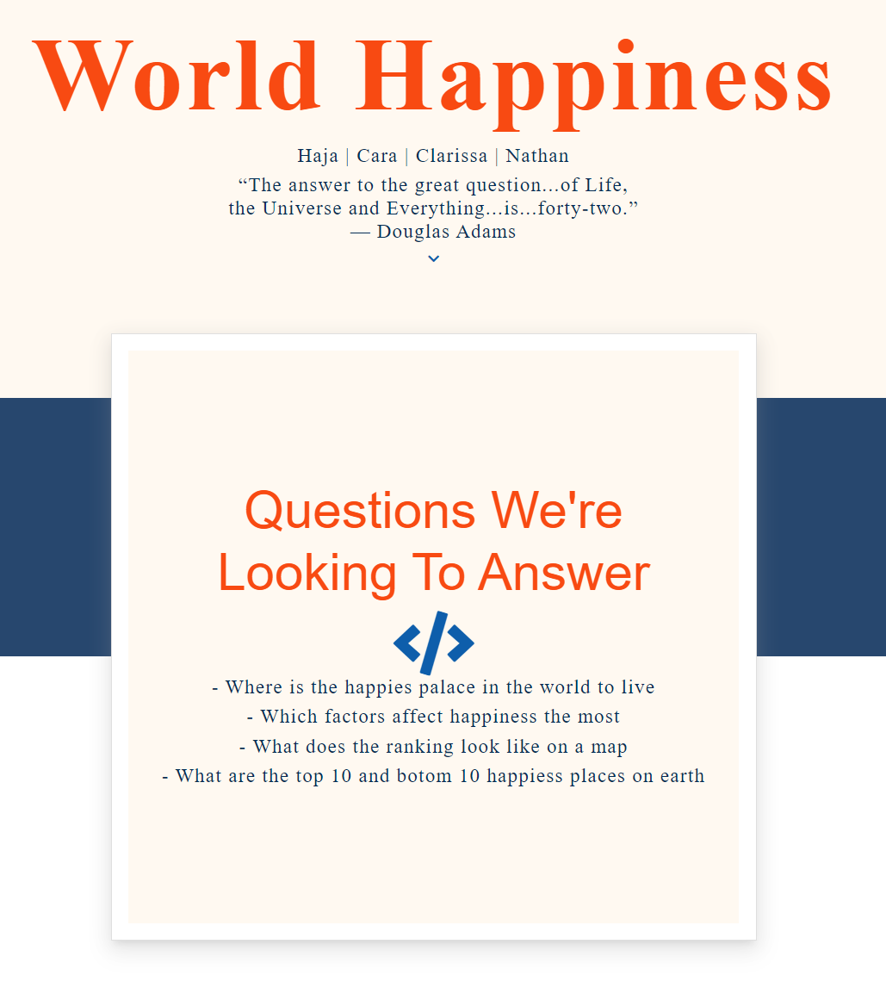 World Happiness
Haja | Cara | Clarissa | Nathan
“The answer to the great question...of Life,
the Universe and Everything...is...forty-two.”
— Douglas Adams
Questions We're
Looking To Answer
- Where is the happies palace in the world to live
- Which factors affect happiness the most
- What does the ranking look like on a map
- What are the top 10 and botom 10 happiess places on earth